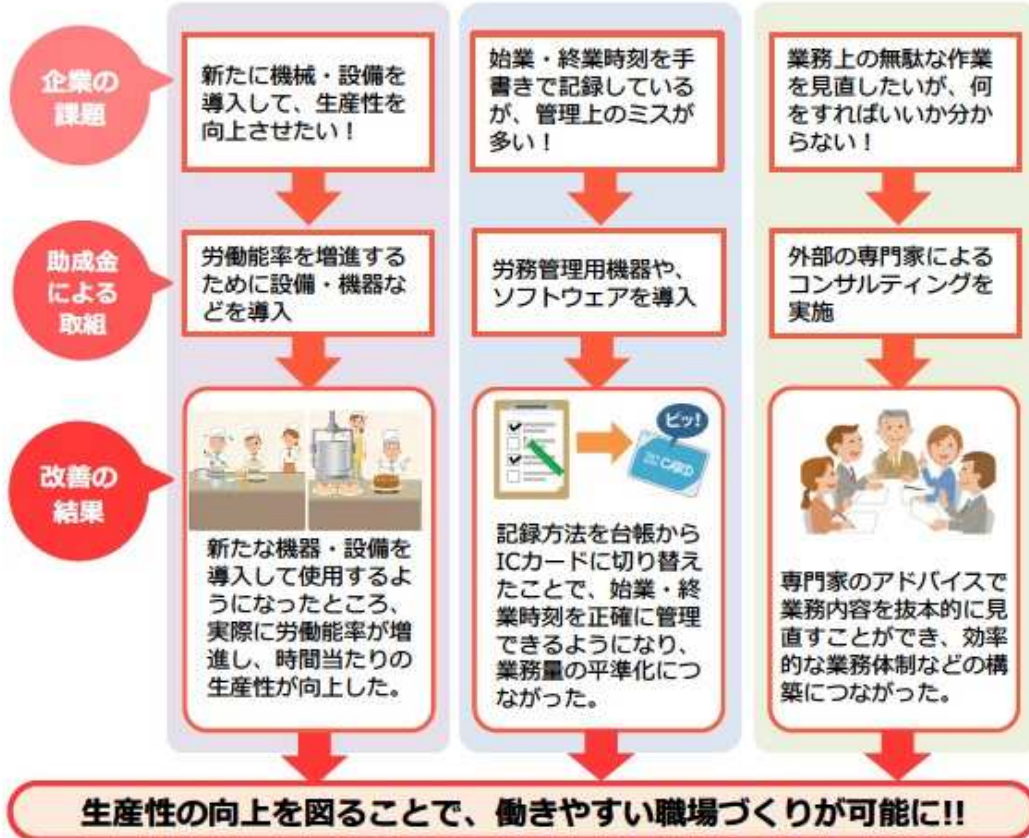 企業の
課題
新たに機械・設備を
導入して、生産性を
向上させたい！
始業・終業時刻を手
書きで記録している
が、管理上のミスが
多い！
業務上の無駄な作業
を見直したいが、何
をすればいいか分か
らない！
助成金
による
取組
労働能率を増進する
ために設備・機器な
どを導入
労務管理用機器や、
ソフトウェアを導入
外部の専門家による
コンサルティングを
実施
改善の
結果
新たな機器・設備を
導入して使用するよ
うになったところ、
実際に労働能率が増
進し、時間当たりの
生産性が向上した。
ピッ!
CARD
記録方法を台帳から
ICカードに切り替え
たことで、始業・終
業時刻を正確に管理
できるようになり、
業務量の平準化につ
ながった。
専門家のアドバイスで
業務内容を抜本的に見
直すことができ、効率
的な業務体制などの構
築につながった。
生産性の向上を図ることで、働きやすい職場づくりが可能に!!